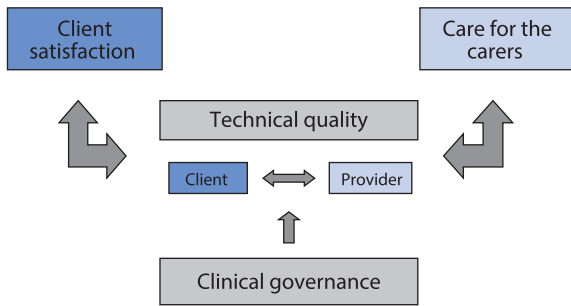 Client
satisfaction
Care for the
carers
Technical quality
Client
Provider
Clinical governance